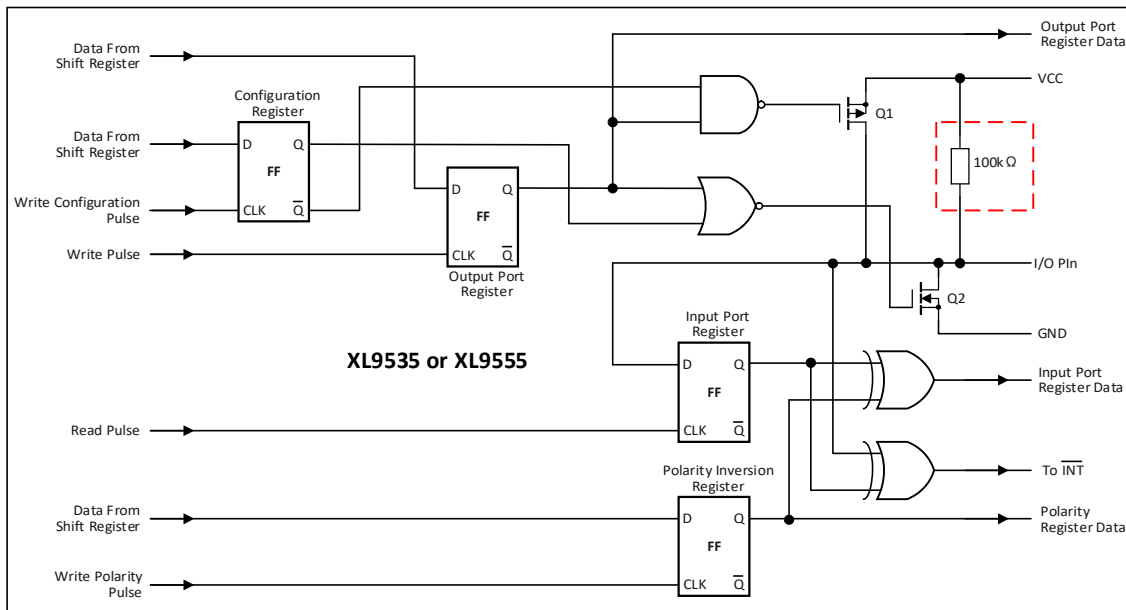 Data From
Shift Register
Output Port
Register Data
Configuration
Register
VCC
Q1
Data From
Shift Register
D
Q
FF
100kΩ
Write Configuration
Pulse
CLK
Q̅
D
Q
FF
Write Pulse
CLK
Q̅
Output Port
Register
I/O PIn
Q2
Input Port
Register
GND
XL9535 or XL9555
D
Q
FF
Input Port
Register Data
Read Pulse
CLK
Q̅
Polarity Inversion
Register
To I̅N̅T̅
Data From
Shift Register
D
Q
FF
Polarity
Register Data
Write Polarity
Pulse
CLK
Q̅